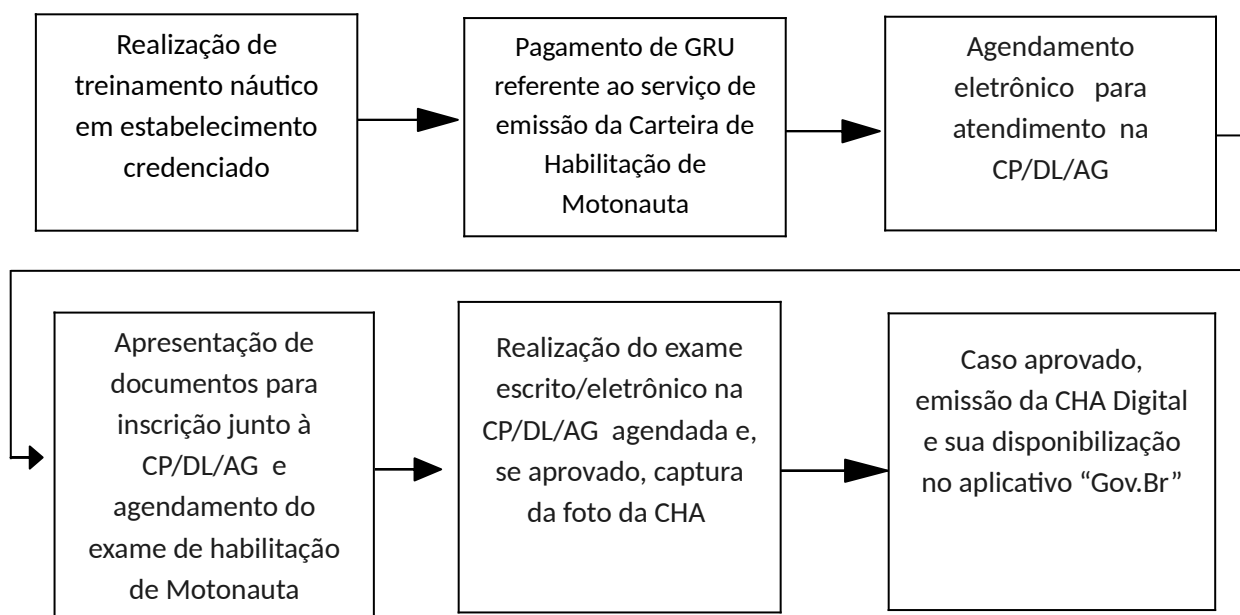 Realização de
treinamento náutico
em estabelecimento
credenciado
Pagamento de GRU
referente ao serviço de
emissão da Carteira de
Habilitação de
Motonauta
Agendamento
eletrônico para
atendimento na
CP/DL/AG
Apresentação de
documentos para
inscrição junto à
CP/DL/AG e
agendamento do
exame de habilitação
de Motonauta
Realização do exame
escrito/eletrônico na
CP/DL/AG agendada e,
se aprovado, captura
da foto da CHA
Caso aprovado,
emissão da CHA Digital
e sua disponibilização
no aplicativo “Gov.Br”